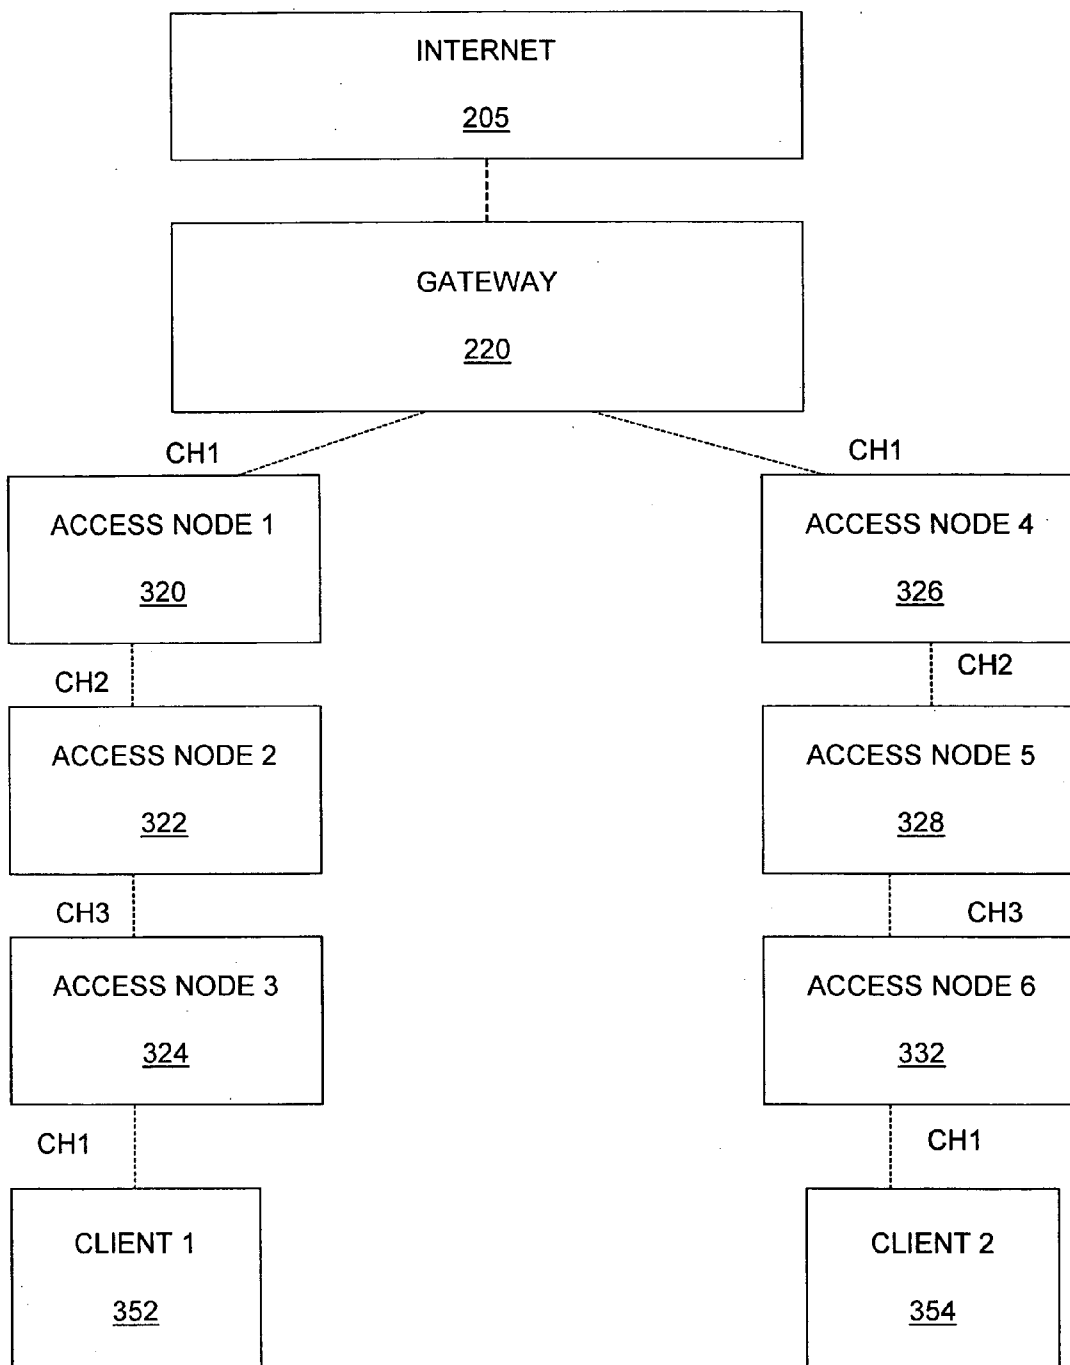 INTERNET
205
GATEWAY
220
CH1
CH1
ACCESS NODE 1
320
ACCESS NODE 4
326
CH2
CH2
ACCESS NODE 2
322
ACCESS NODE 5
328
CH3
CH3
ACCESS NODE 3
324
ACCESS NODE 6
332
CH1
CH1
CLIENT 1
352
CLIENT 2
354